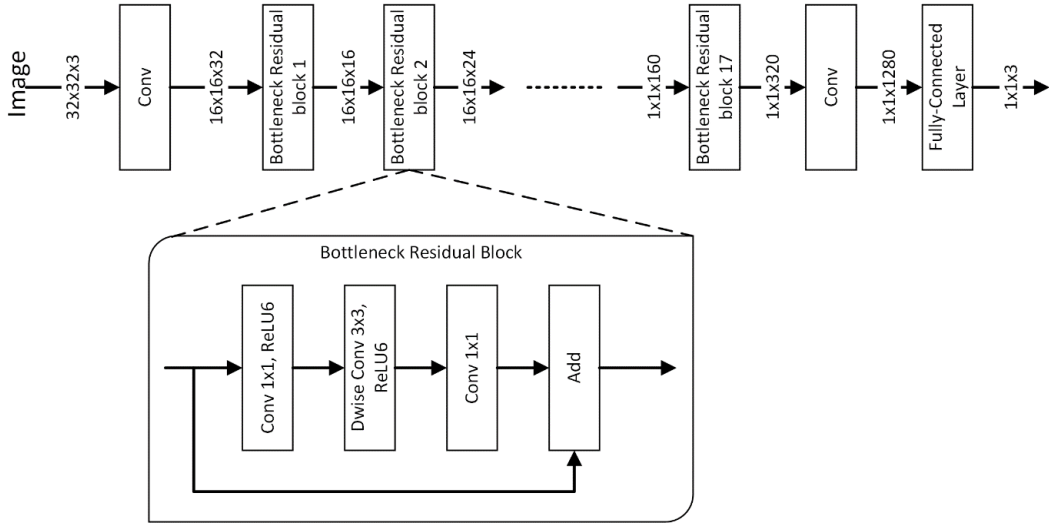 Image
32x32x3
Conv
16x16x32
Bottleneck Residual
block 1
16x16x16
Bottleneck Residual
block 2
16x16x24
1x1x160
Bottleneck Residual
block 17
1x1x320
Conv
1x1x1280
Fully-Connected
Layer
1x1x3
Bottleneck Residual Block
Conv 1x1, ReLU6
Dwise Conv 3x3,
ReLU6
Conv 1x1
Add